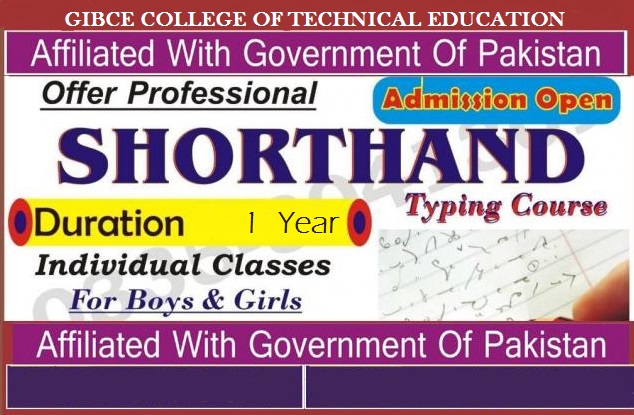 GIBCE COLLEGE OF TECHNICAL EDUCATION
Affiliated With Government Of Pakistan
Offer Professional
Admission Open
SHORTHAND
Typing Course
Duration 1 Year
Individual Classes
For Boys & Girls
Affiliated With Government Of Pakistan